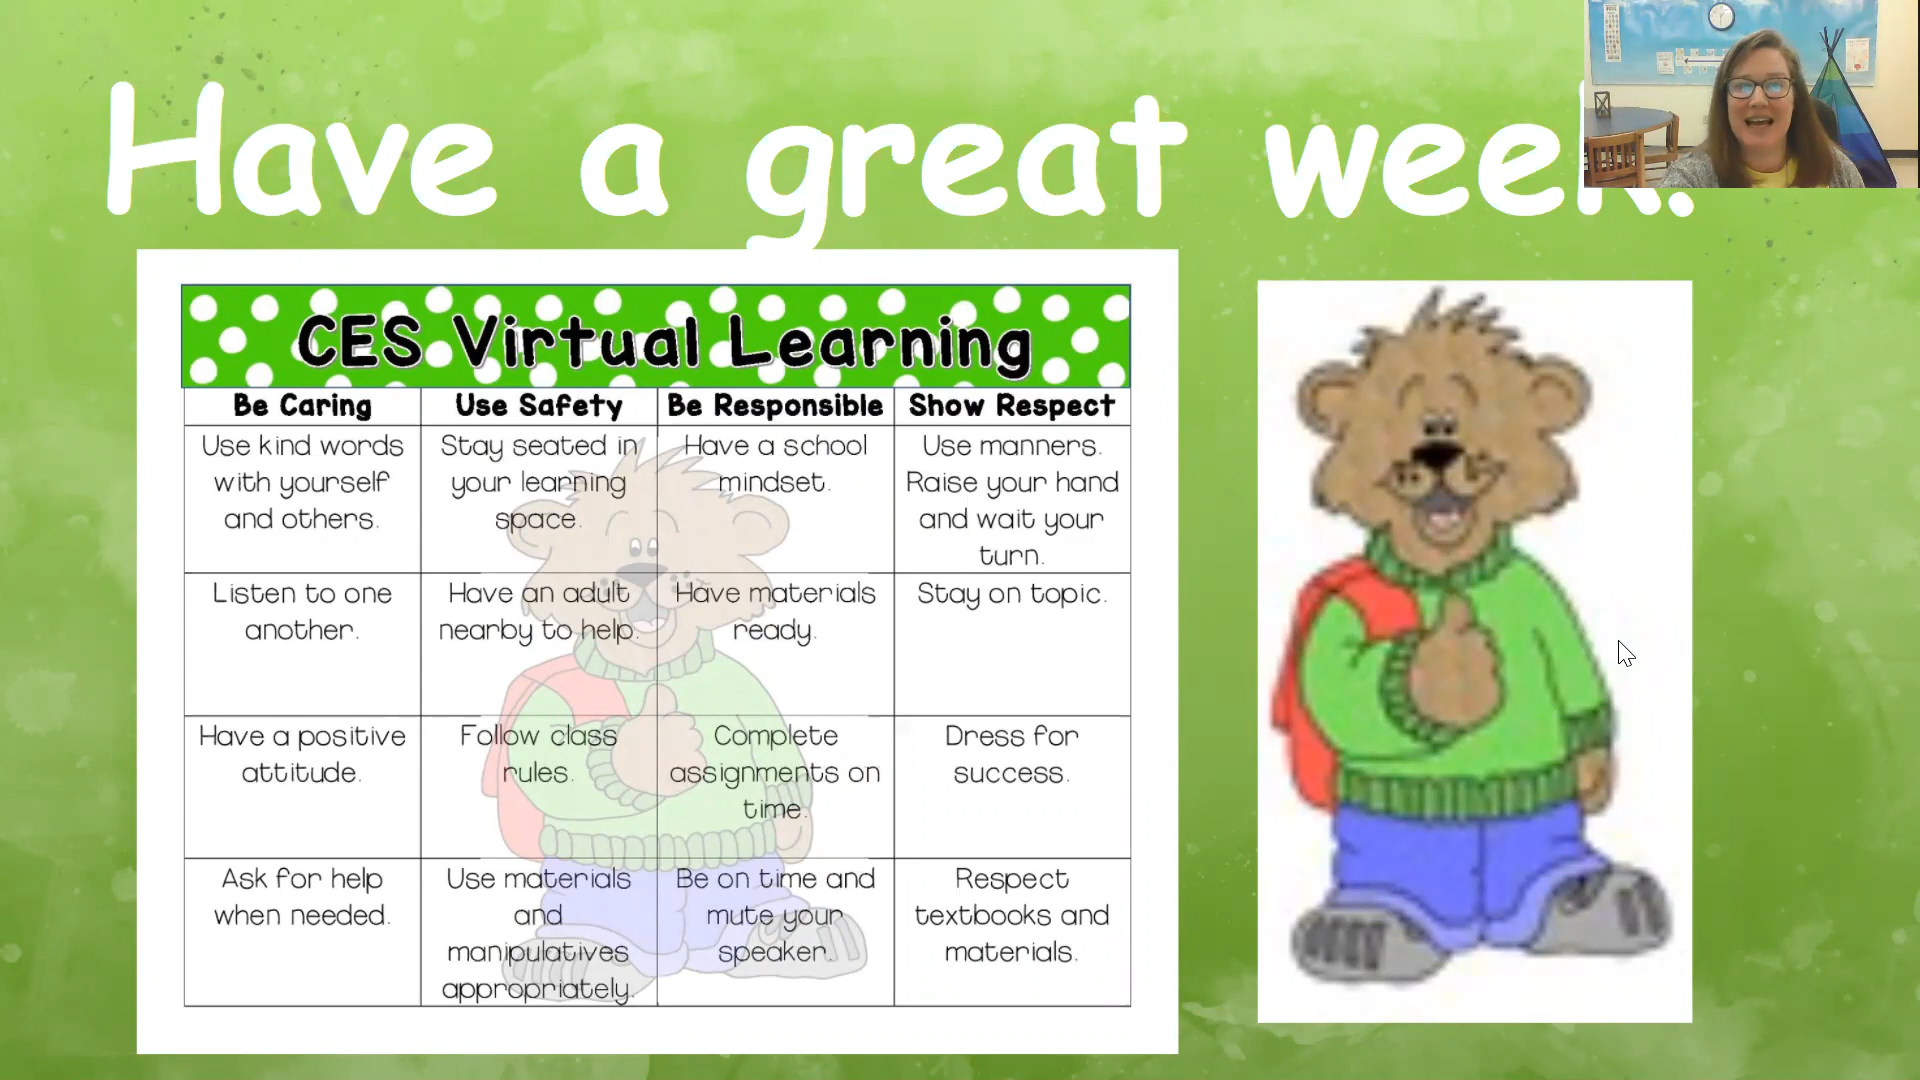 Have a great week.
CES Virtual Learning
Be Caring Use Safety Be Responsible Show Respect
Use kind words
with yourself
and others.
Stay seated in
your learning
space.
Have a school
mindset.
Use manners.
Raise your hand
and wait your
turn.
Listen to one
another.
Have an adult
nearby to help.
Have materials
ready.
Stay on topic.
Have a positive
attitude.
Follow class
rules.
Complete
assignments on
time.
Dress for
success.
Ask for help
when needed.
Use materials
and
manipulatives
appropriately.
Be on time and
mute your
speaker.
Respect
textbooks and
materials.